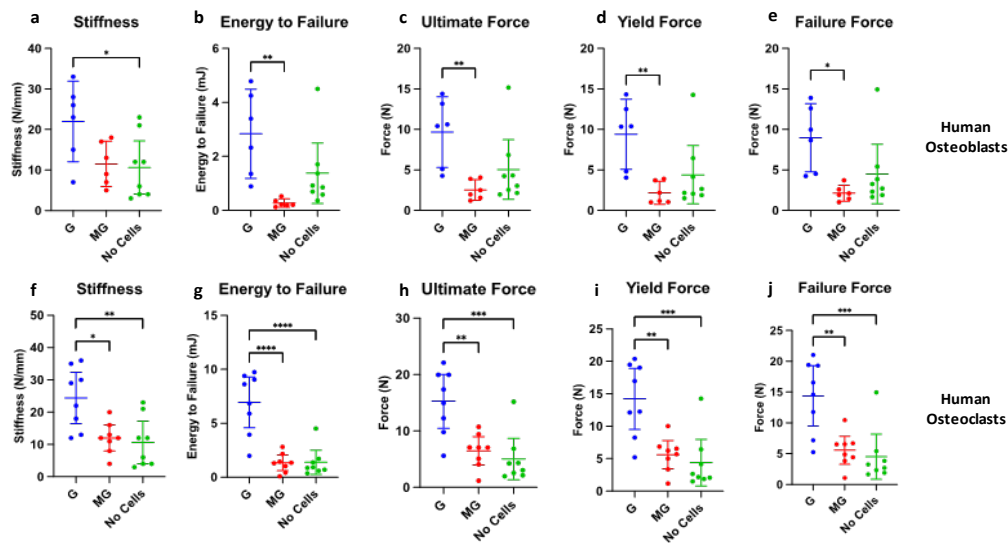 a Stiffness
*
Stiffness (N/mm)
40
30
20
10
0
G MG No Cells
b Energy to Failure
**
Energy to Failure (mJ)
6
4
2
0
G MG No Cells
c Ultimate Force
**
Force (N)
20
15
10
5
0
G MG No Cells
d Yield Force
**
Force (N)
20
15
10
5
0
G MG No Cells
e Failure Force
*
Force (N)
20
15
10
5
0
G MG No Cells
Human
Osteoblasts
f Stiffness
**
*
Stiffness (N/mm)
50
40
30
20
10
0
G MG No Cells
g Energy to Failure
****
****
Energy to Failure (mJ)
15
10
5
0
G MG No Cells
h Ultimate Force
***
**
Force (N)
30
20
10
0
G MG No Cells
i Yield Force
***
**
Force (N)
25
20
15
10
5
0
G MG No Cells
j Failure Force
***
**
Force (N)
25
20
15
10
5
0
G MG No Cells
Human
Osteoclasts